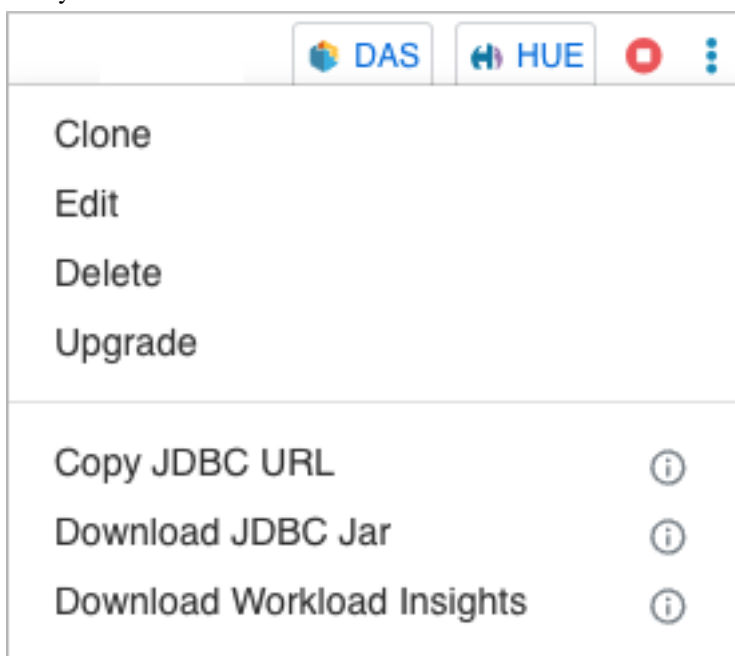 DAS HUE
Clone
Edit
Delete
Upgrade
Copy JDBC URL
Download JDBC Jar
Download Workload Insights